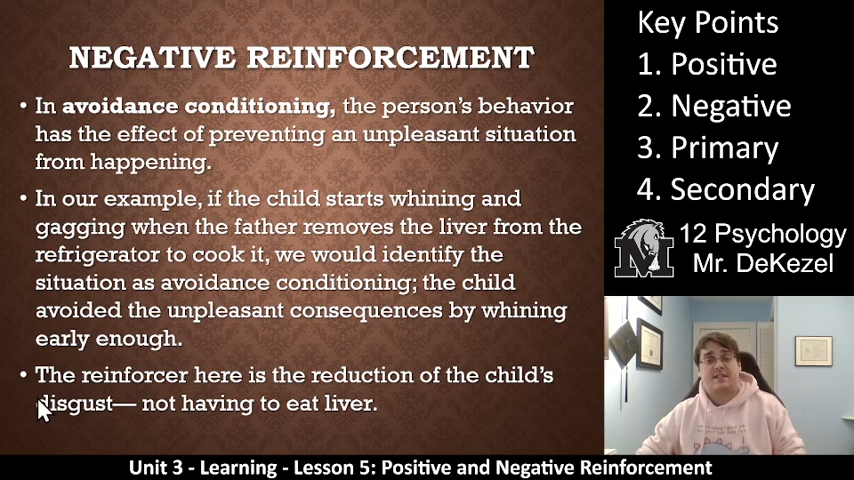 NEGATIVE REINFORCEMENT
• In avoidance conditioning, the person's behavior
has the effect of preventing an unpleasant situation
from happening.
• In our example, if the child starts whining and
gagging when the father removes the liver from the
refrigerator to cook it, we would identify the
situation as avoidance conditioning; the child
avoided the unpleasant consequences by whining
early enough.
• The reinforcer here is the reduction of the child's
disgust— not having to eat liver.
Key Points
1. Positive
2. Negative
3. Primary
4. Secondary
M
12 Psychology
Mr. DeKezel
Unit 3 - Learning - Lesson 5: Positive and Negative Reinforcement